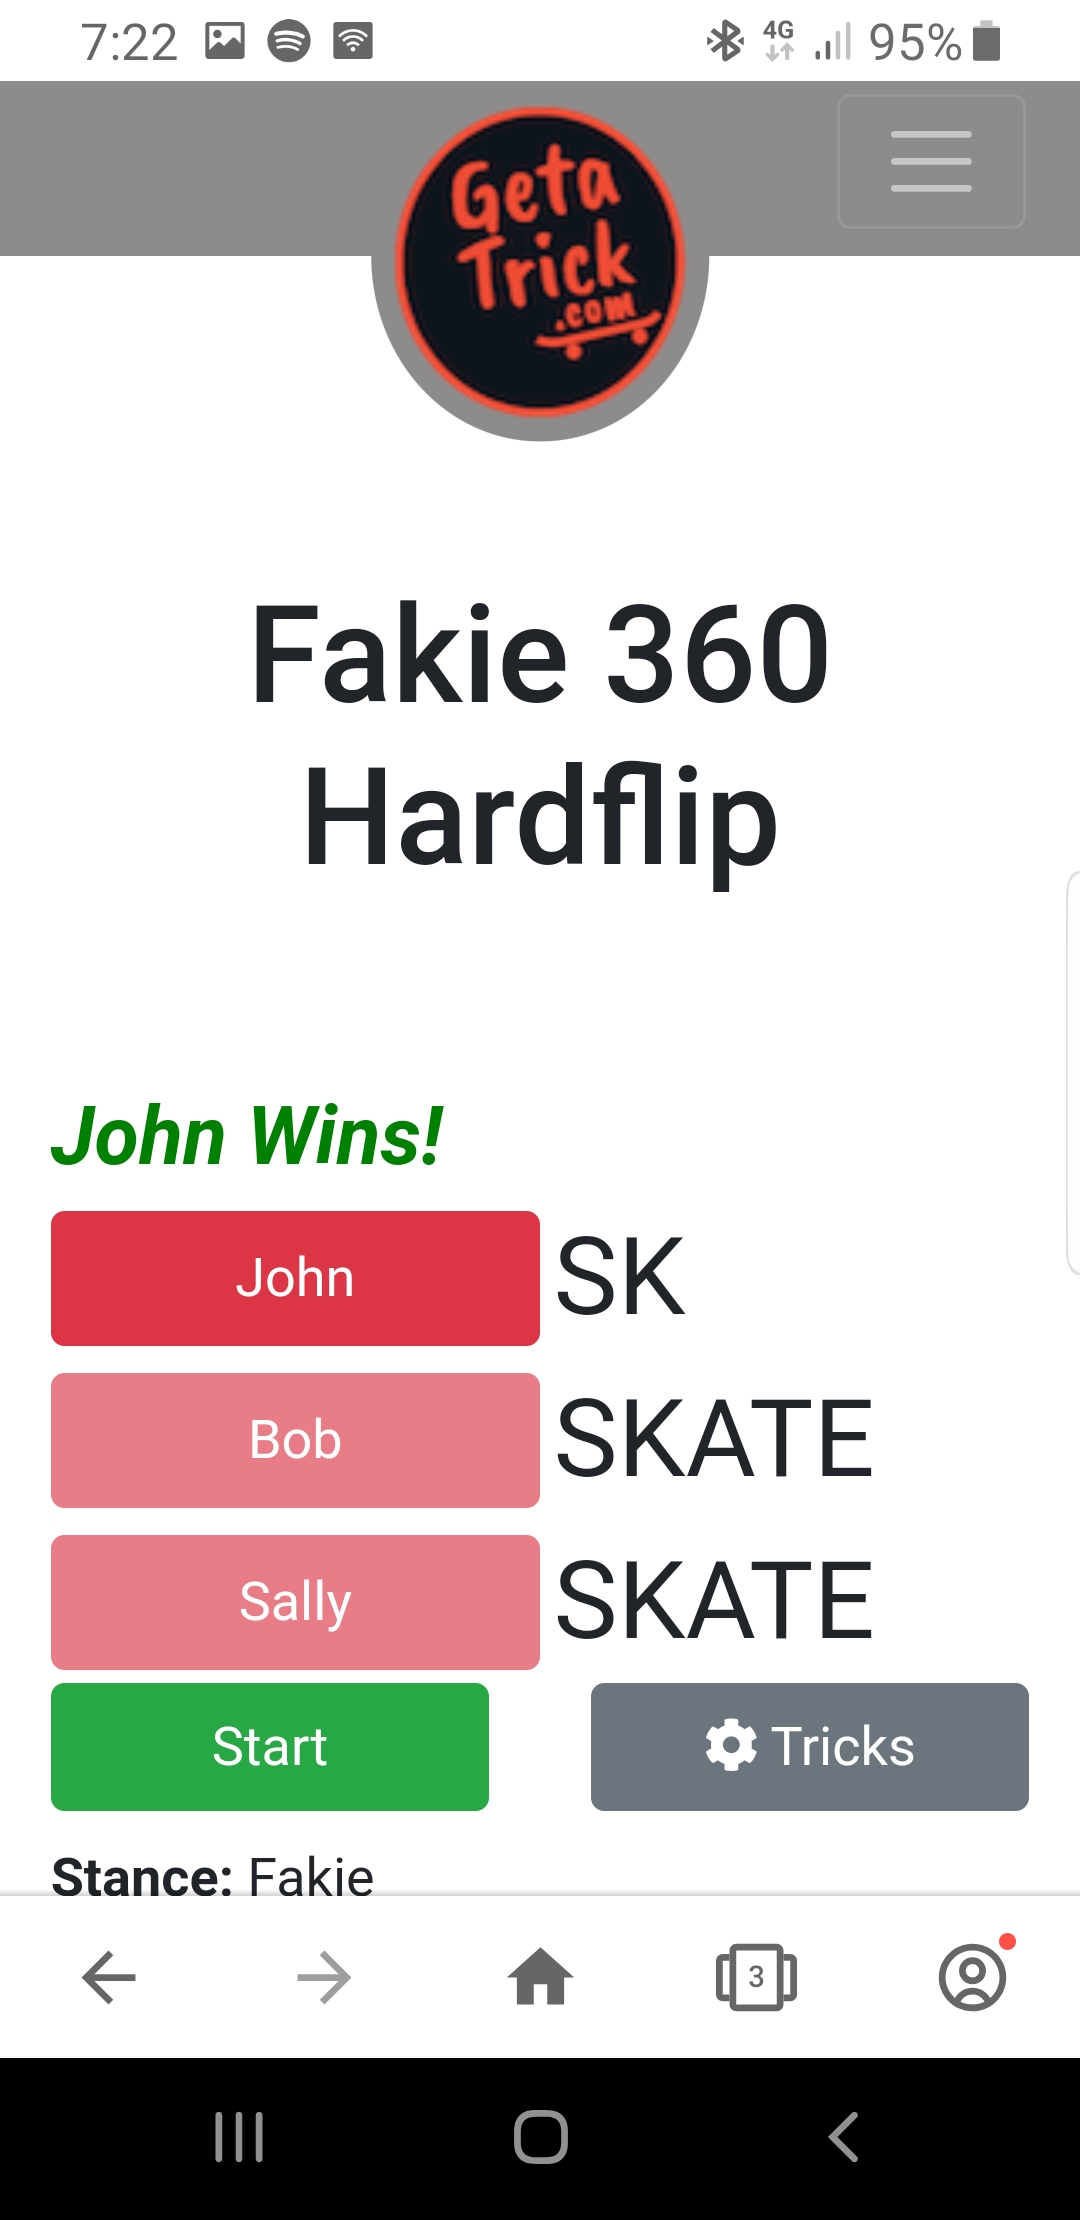 7:22 4G 95%
Geta
Trick
.com
Fakie 360
Hardflip
John Wins!
John SK
Bob SKATE
Sally SKATE
Start Tricks
Stance: Fakie
3